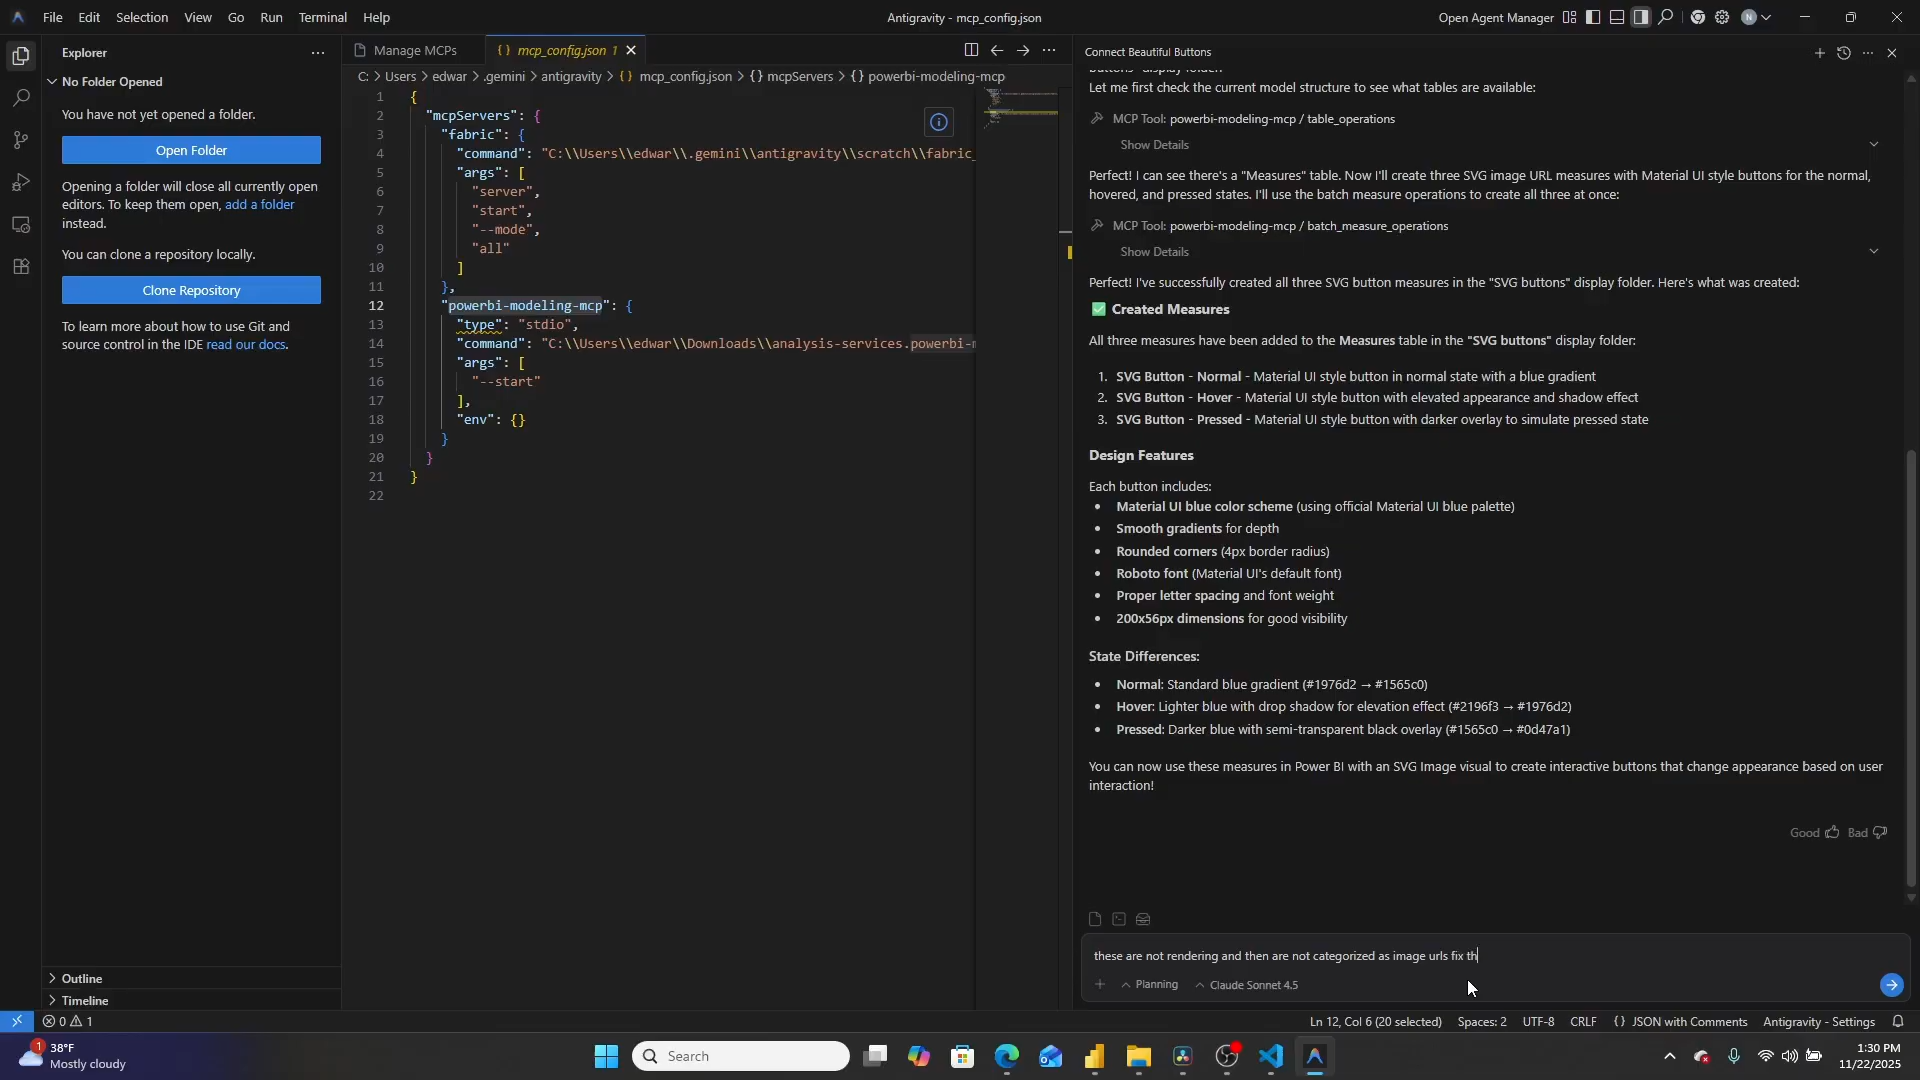 File Edit Selection View Go Run Terminal Help
Antigravity - mcp_config.json
Open Agent Manager
N
Explorer
No Folder Opened
You have not yet opened a folder.
Open Folder
Opening a folder will close all currently open
editors. To keep them open, add a folder
instead.
You can clone a repository locally.
Clone Repository
To learn more about how to use Git and
source control in the IDE read our docs.
Outline
Timeline
Manage MCPs
{ } mcp_config.json 1
C: > Users > edwar > .gemini > antigravity > { } mcp_config.json > { } mcpServers > { } powerbi-modeling-mcp
1 {
2 "mcpServers": {
3 "fabric": {
4 "command": "C:\\Users\\edwar\\.gemini\\antigravity\\scratch\\fabric_
5 "args": [
6 "server",
7 "start",
8 "--mode",
9 "all"
10 ]
11 },
12 "powerbi-modeling-mcp": {
13 "type": "stdio",
14 "command": "C:\\Users\\edwar\\Downloads\\analysis-services.powerbi-m
15 "args": [
16 "--start"
17 ],
18 "env": {}
19 }
20 }
21 }
22
Connect Beautiful Buttons
buttons" display folder.
Let me first check the current model structure to see what tables are available:
MCP Tool: powerbi-modeling-mcp / table_operations
Show Details
Perfect! I can see there's a "Measures" table. Now I'll create three SVG image URL measures with Material UI style buttons for the normal,
hovered, and pressed states. I'll use the batch measure operations to create all three at once:
MCP Tool: powerbi-modeling-mcp / batch_measure_operations
Show Details
Perfect! I've successfully created all three SVG button measures in the "SVG buttons" display folder. Here's what was created:
✅ Created Measures
All three measures have been added to the Measures table in the "SVG buttons" display folder:
1. SVG Button - Normal - Material UI style button in normal state with a blue gradient
2. SVG Button - Hover - Material UI style button with elevated appearance and shadow effect
3. SVG Button - Pressed - Material UI style button with darker overlay to simulate pressed state
Design Features
Each button includes:
• Material UI blue color scheme (using official Material UI blue palette)
• Smooth gradients for depth
• Rounded corners (4px border radius)
• Roboto font (Material UI's default font)
• Proper letter spacing and font weight
• 200x56px dimensions for good visibility
State Differences:
• Normal: Standard blue gradient (#1976d2 → #1565c0)
• Hover: Lighter blue with drop shadow for elevation effect (#2196f3 → #1976d2)
• Pressed: Darker blue with semi-transparent black overlay (#1565c0 → #0d47a1)
You can now use these measures in Power BI with an SVG Image visual to create interactive buttons that change appearance based on user
interaction!
Good Bad
these are not rendering and then are not categorized as image urls fix th
Planning Claude Sonnet 4.5
0 1
Ln 12, Col 6 (20 selected) Spaces: 2 UTF-8 CRLF { } JSON with Comments Antigravity - Settings
1
38°F
Mostly cloudy
Search
1:30 PM
11/22/2025